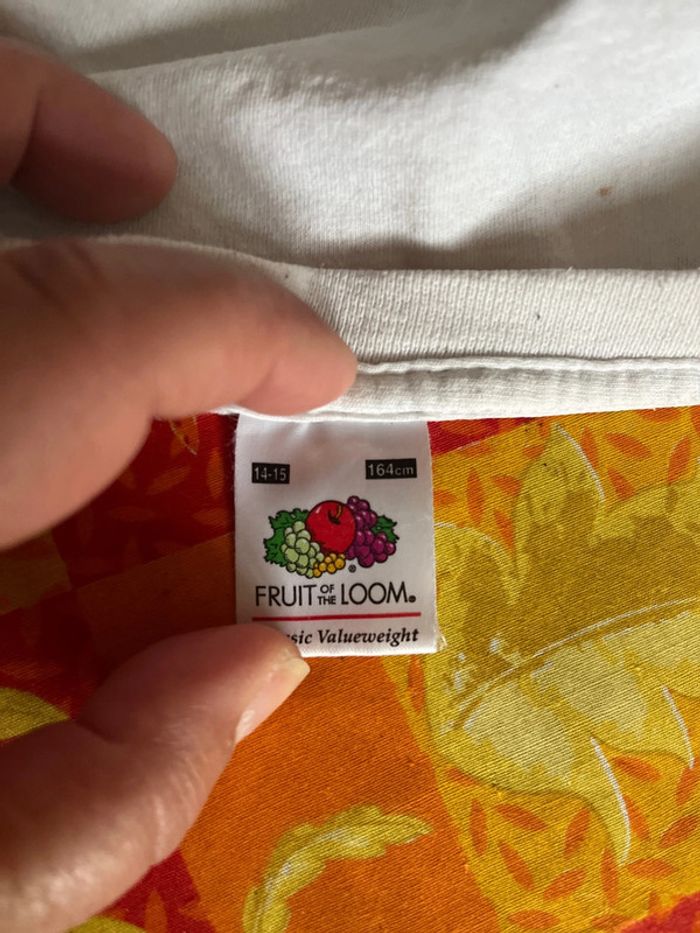 14-15 164cm
®
FRUIT OF THE LOOM®
Valueweight